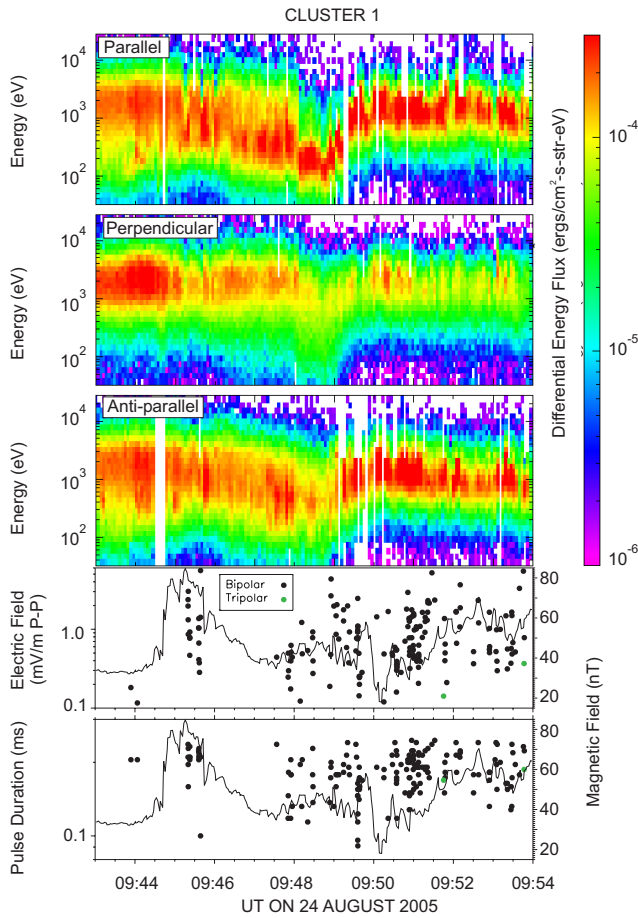 CLUSTER 1
Parallel
Energy (eV)
10^4
10^3
10^2
Perpendicular
Energy (eV)
10^4
10^3
10^2
Anti-parallel
Energy (eV)
10^4
10^3
10^2
10^-4
10^-5
10^-6
Differential Energy Flux (ergs/cm^2-s-str-eV)
Bipolar
Tripolar
Electric Field
(mV/m P-P)
1.0
0.1
80
60
40
20
Pulse Duration (ms)
0.1
80
60
40
20
Magnetic Field (nT)
09:44
09:46
09:48
09:50
09:52
09:54
UT ON 24 AUGUST 2005